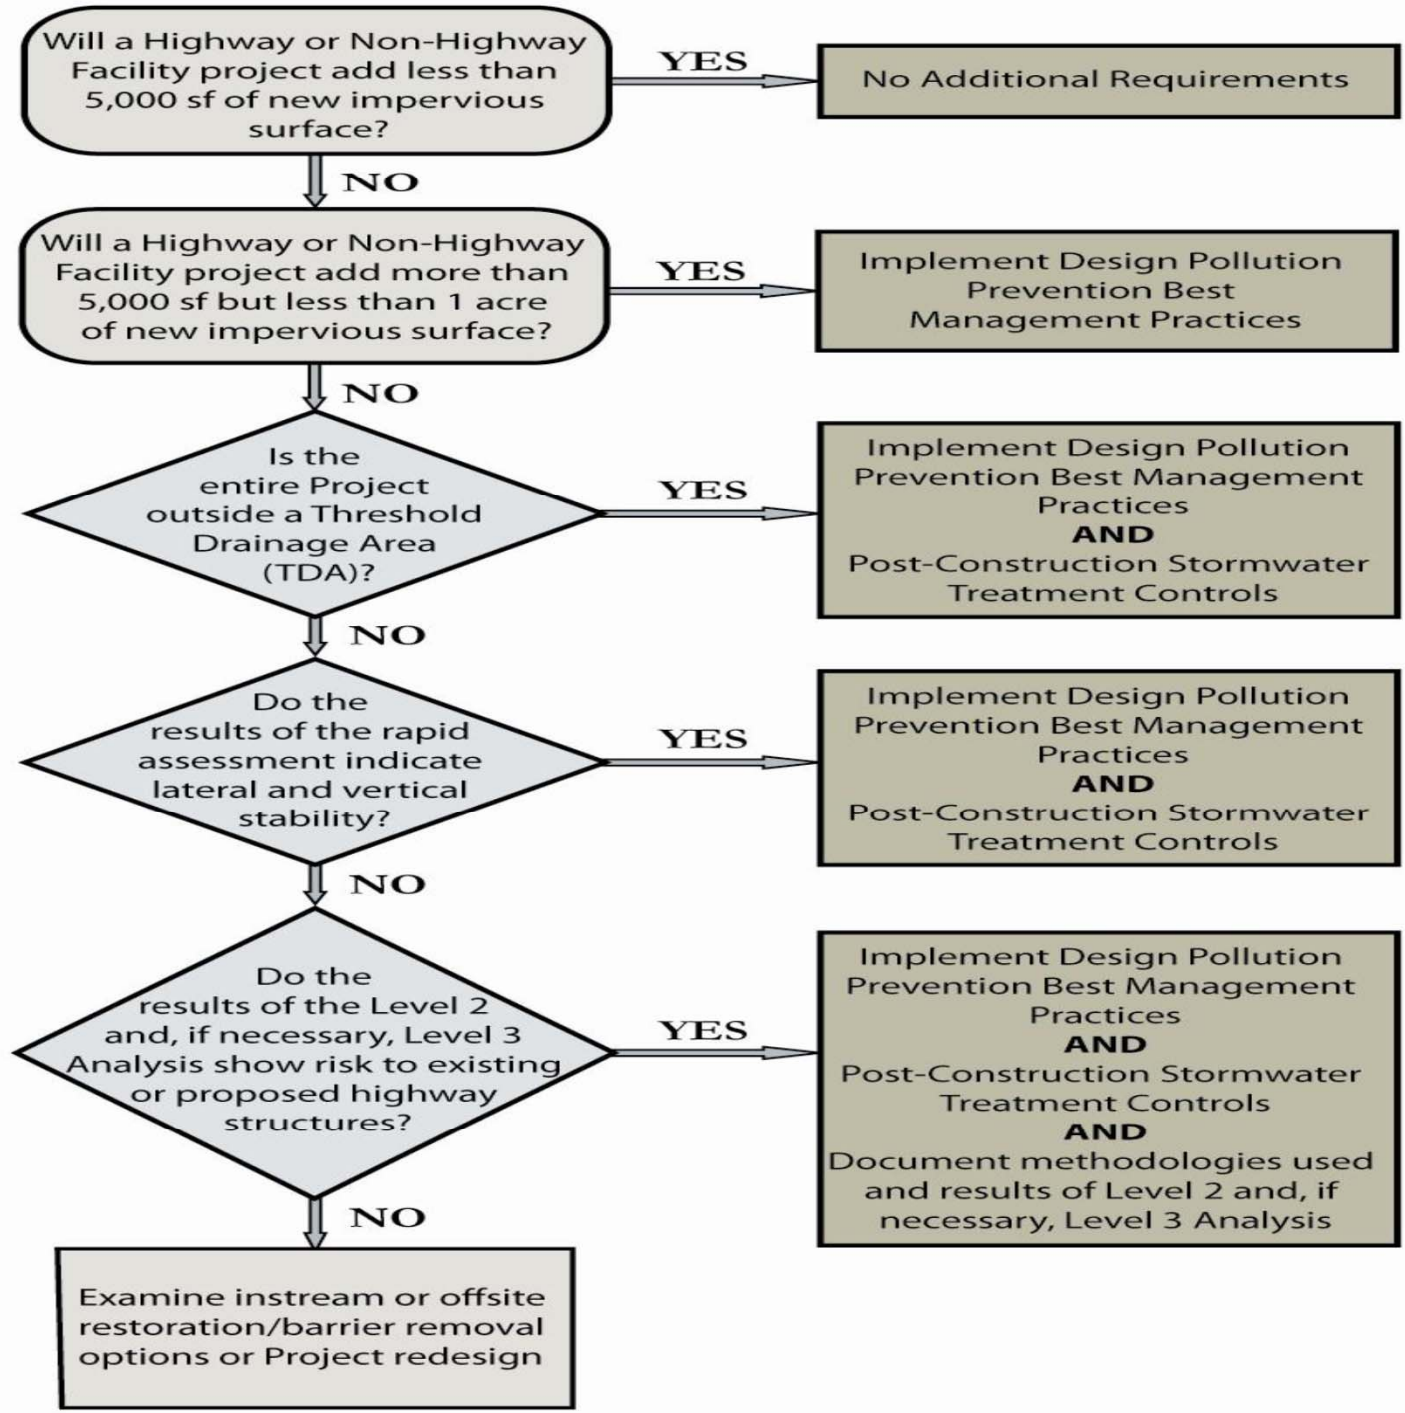 Will a Highway or Non-Highway
Facility project add less than
5,000 sf of new impervious
surface?
YES
No Additional Requirements
NO
Will a Highway or Non-Highway
Facility project add more than
5,000 sf but less than 1 acre
of new impervious surface?
YES
Implement Design Pollution
Prevention Best
Management Practices
NO
Is the
entire Project
outside a Threshold
Drainage Area
(TDA)?
YES
Implement Design Pollution
Prevention Best Management
Practices
AND
Post-Construction Stormwater
Treatment Controls
NO
Do the
results of the rapid
assessment indicate
lateral and vertical
stability?
YES
Implement Design Pollution
Prevention Best Management
Practices
AND
Post-Construction Stormwater
Treatment Controls
NO
Do the
results of the Level 2
and, if necessary, Level 3
Analysis show risk to existing
or proposed highway
structures?
YES
Implement Design Pollution
Prevention Best Management
Practices
AND
Post-Construction Stormwater
Treatment Controls
AND
Document methodologies used
and results of Level 2 and, if
necessary, Level 3 Analysis
NO
Examine instream or offsite
restoration/barrier removal
options or Project redesign